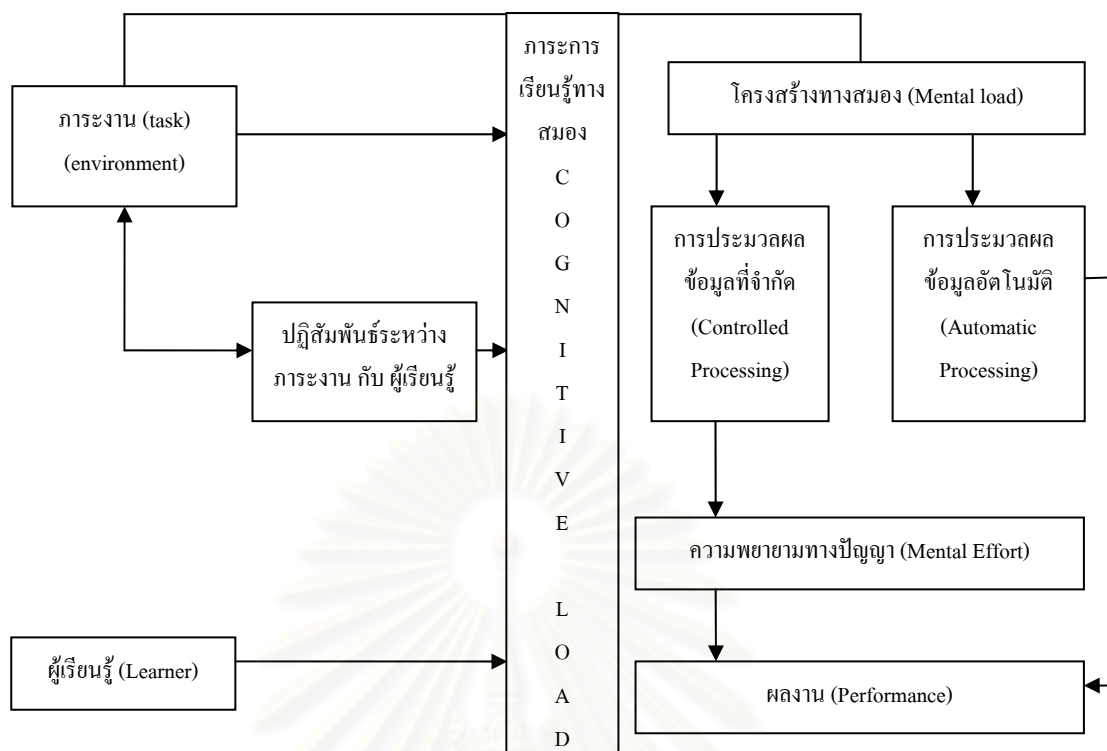 ภาระงาน (task)
(environment)
ปฏิสัมพันธ์ระหว่าง
ภาระงาน กับ ผู้เรียนรู้
ผู้เรียนรู้ (Learner)
ภาระการ
เรียนรู้ทาง
สมอง
C
O
G
N
I
T
I
V
E
L
O
A
D
โครงสร้างทางสมอง (Mental load)
การประมวลผล
ข้อมูลที่จำกัด
(Controlled
Processing)
การประมวลผล
ข้อมูลอัตโนมัติ
(Automatic
Processing)
ความพยายามทางปัญญา (Mental Effort)
ผลงาน (Performance)